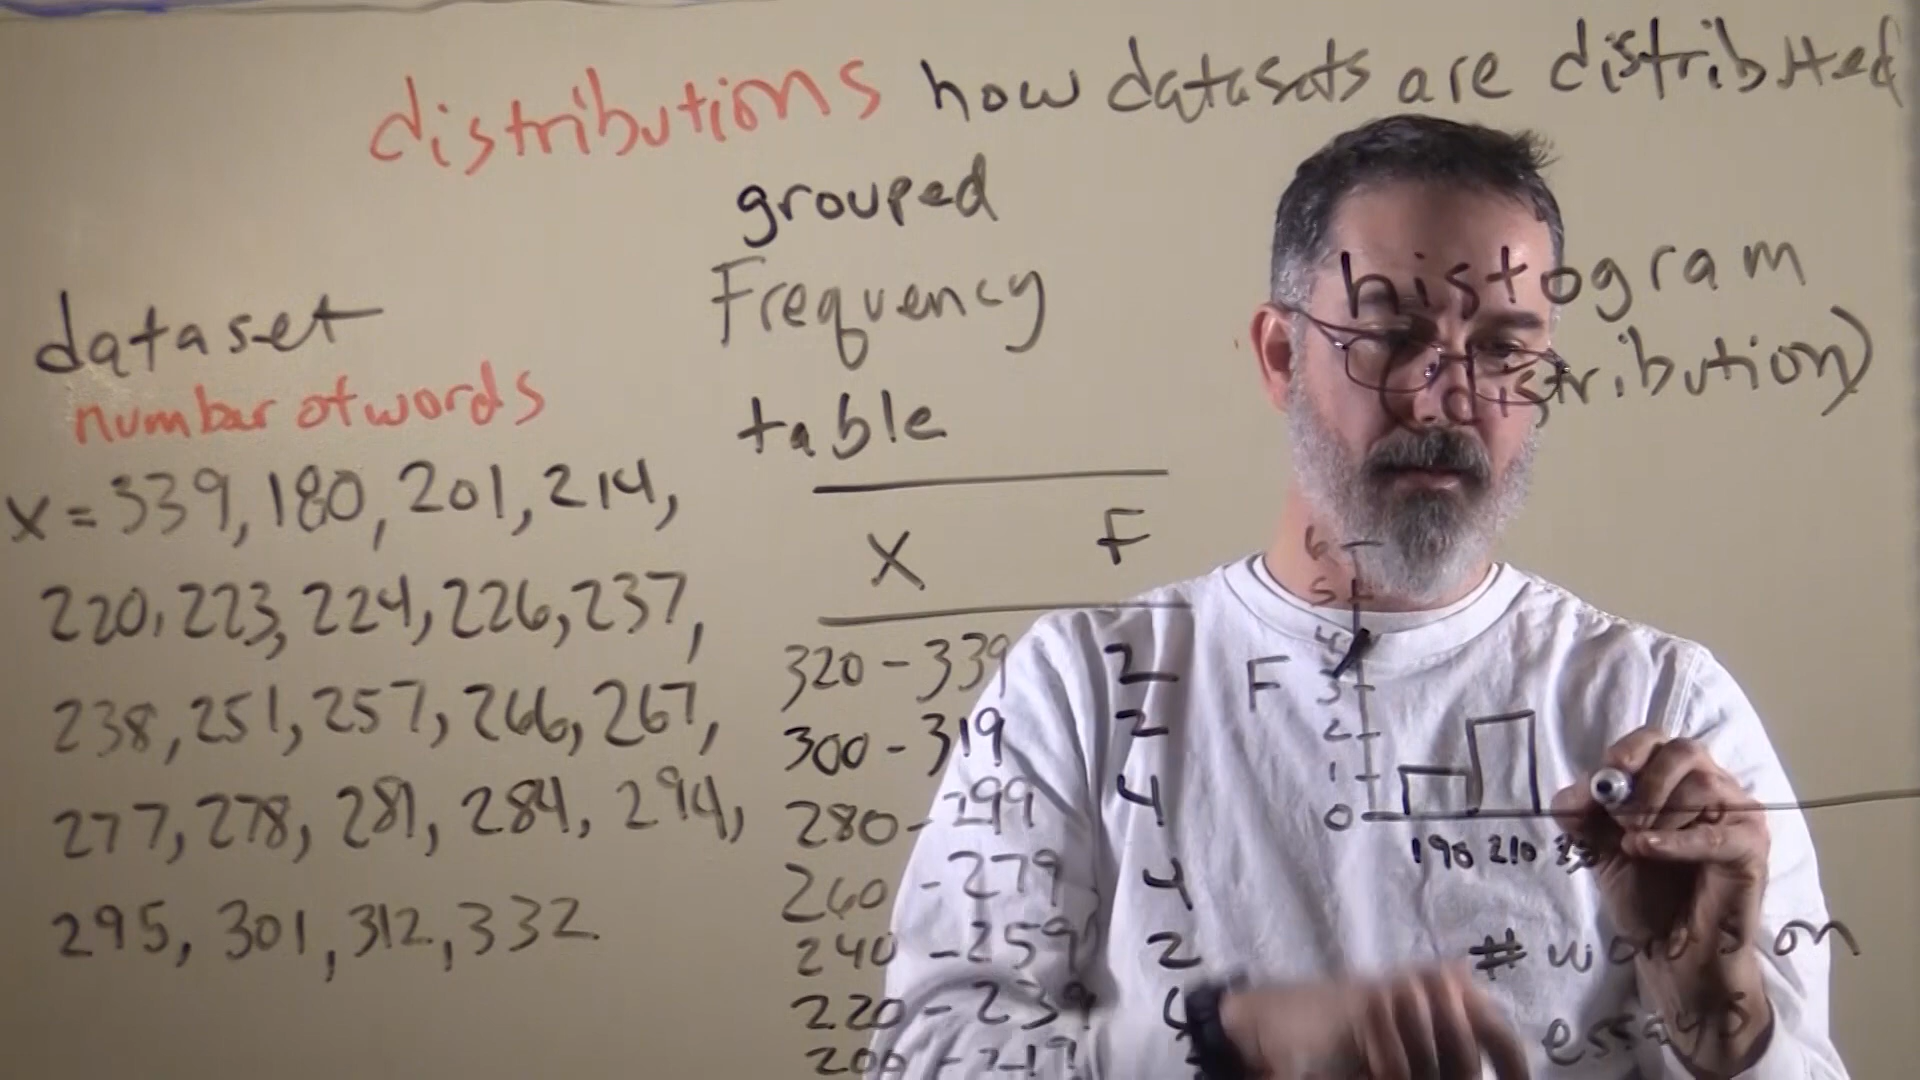 distributions how datasets are distributed
grouped
Frequency
table
dataset
number of words
x = 339, 180, 201, 214,
220, 223, 224, 226, 237,
238, 251, 257, 266, 267,
277, 278, 281, 284, 294,
295, 301, 312, 332
X F
320 - 339 2
300 - 319 2
280 - 299 4
260 - 279 4
240 - 259 2
220 - 239
200 - 219
histogram
distribution)
6
5
4
F 3
2
1
0
190 210
# words on
essays